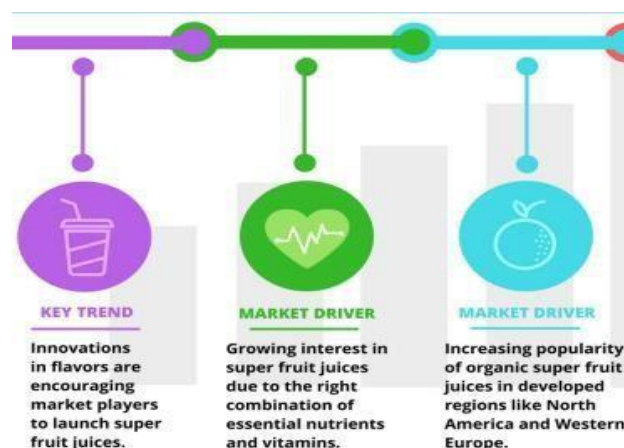 KEY TREND
Innovations
in flavors are
encouraging
market players
to launch super
fruit juices.
MARKET DRIVER
Growing interest in
super fruit juices
due to the right
combination of
essential nutrients
and vitamins.
MARKET DRIVER
Increasing popularity
of organic super fruit
juices in developed
regions like North
America and Western
Europe.